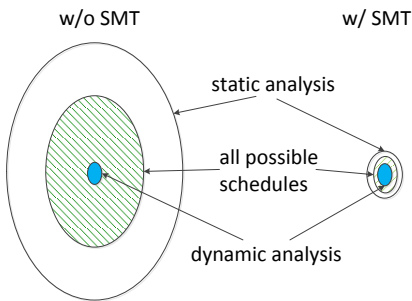 w/o SMT
w/ SMT
static analysis
all possible
schedules
dynamic analysis